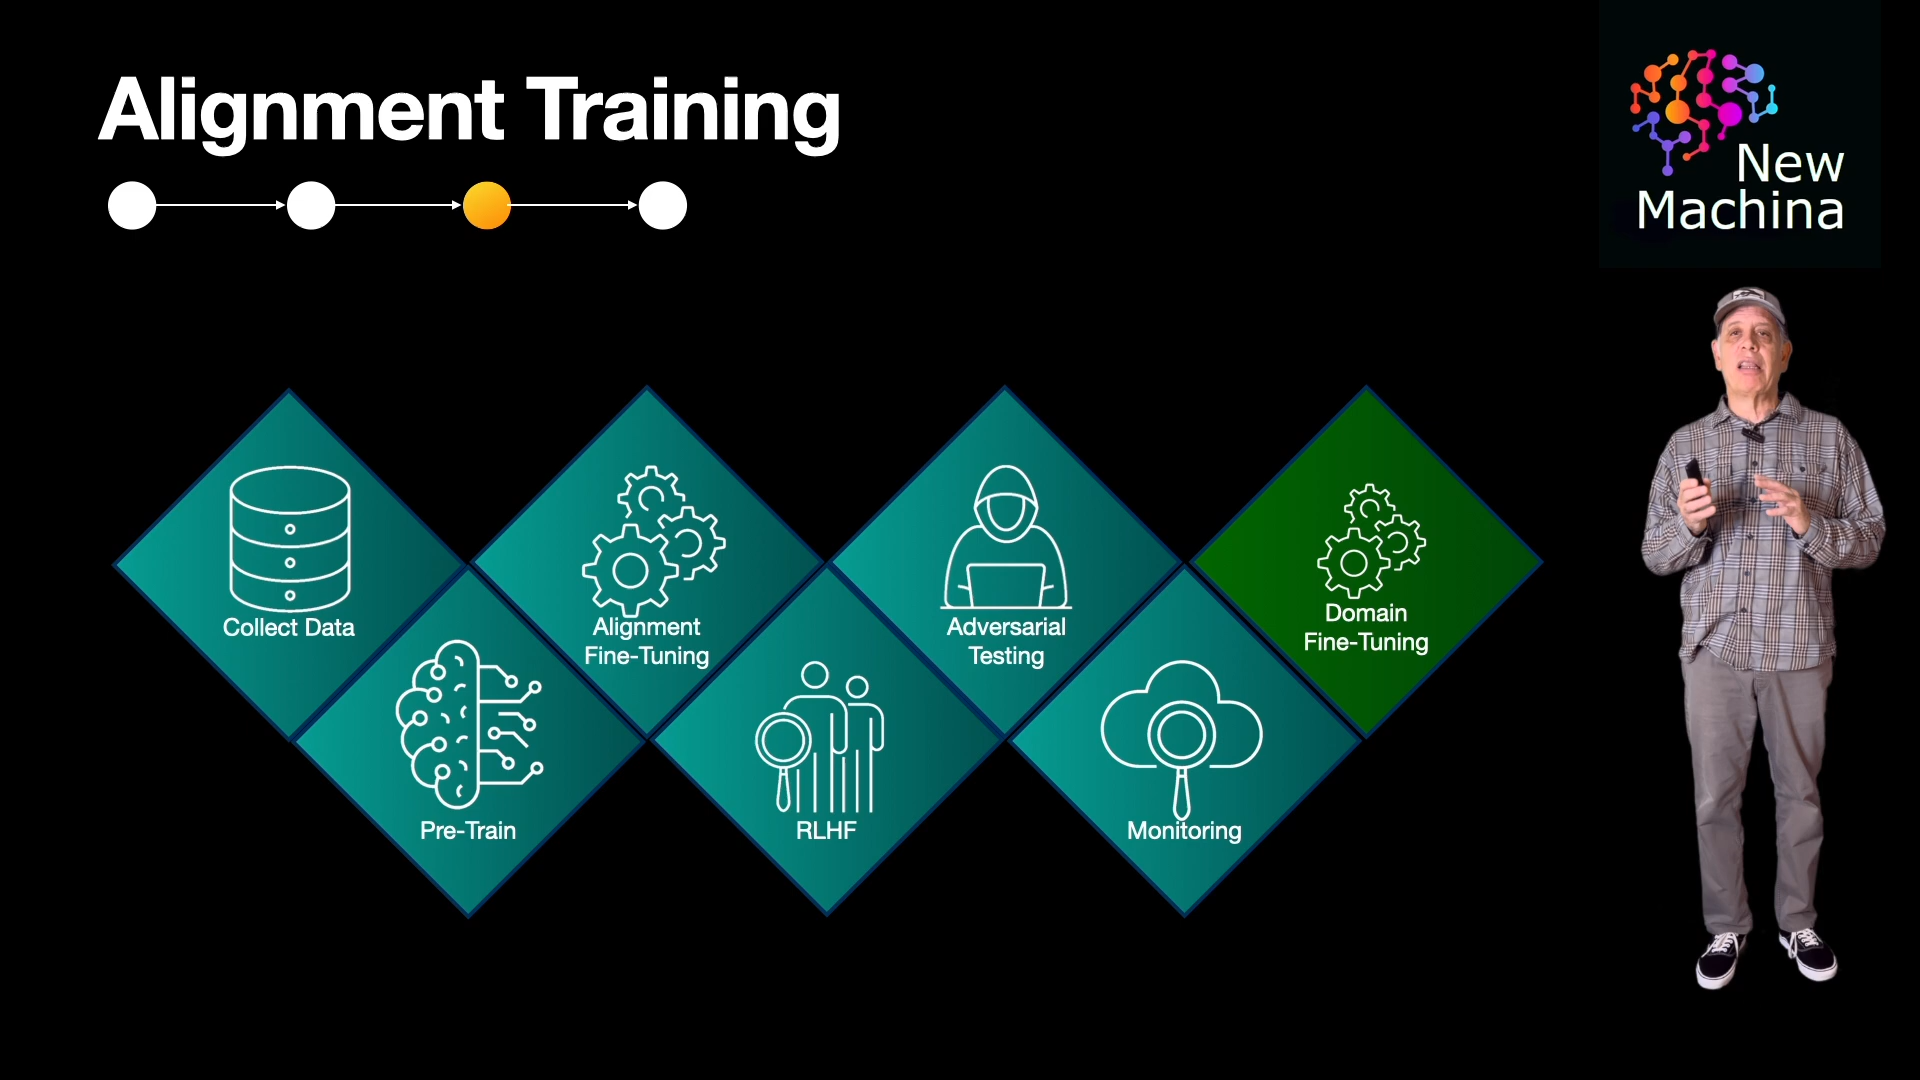 Alignment Training
New
Machina
Collect Data
Pre-Train
Alignment
Fine-Tuning
RLHF
Adversarial
Testing
Monitoring
Domain
Fine-Tuning